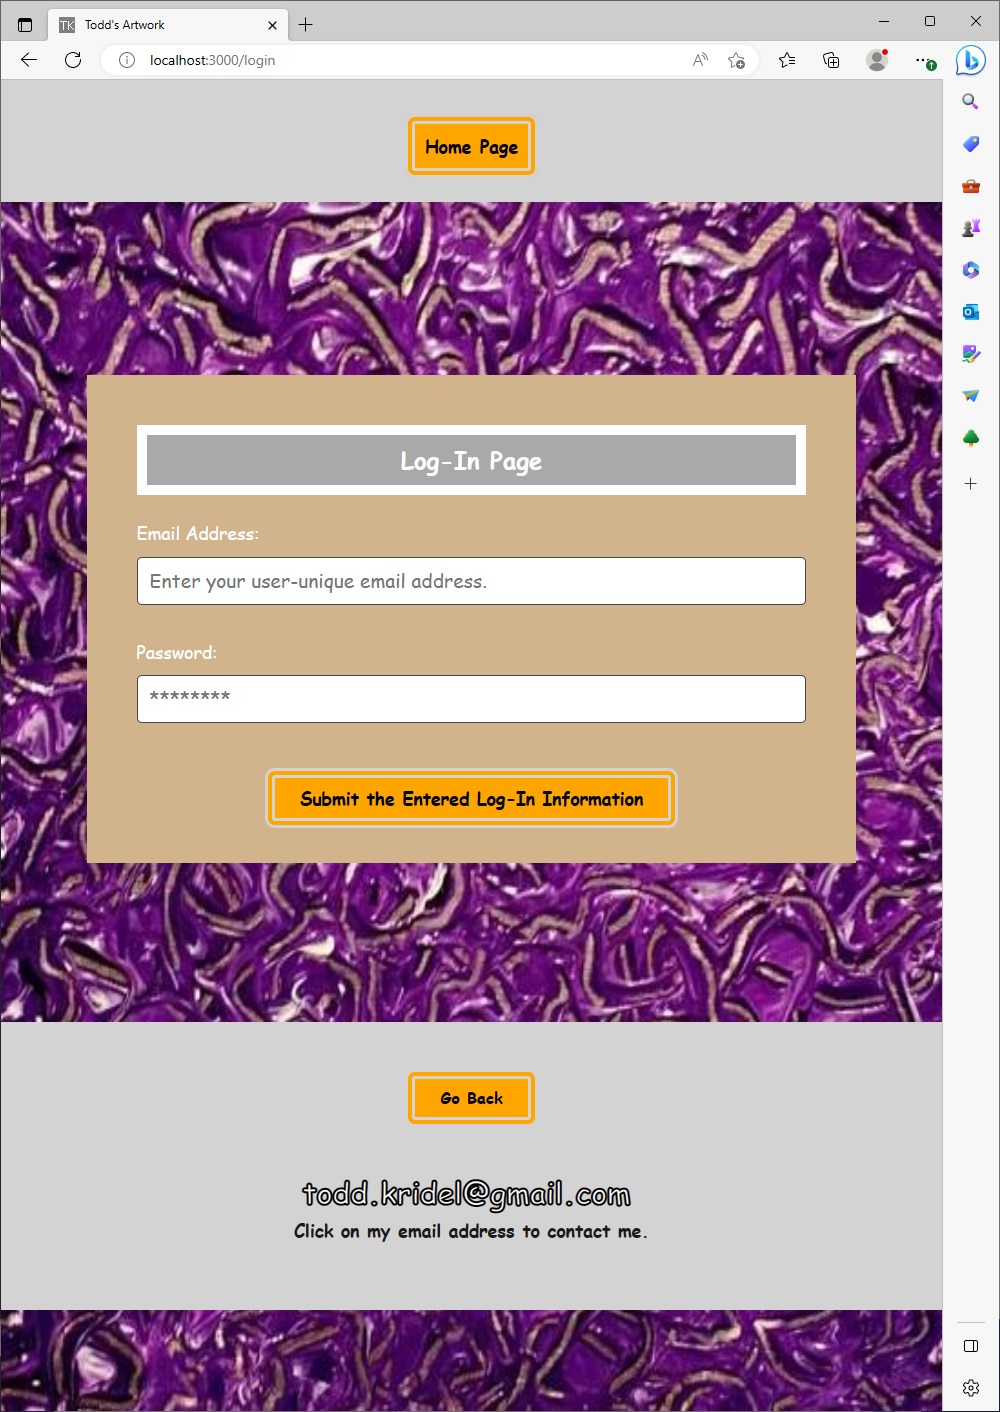 TK Todd's Artwork
localhost:3000/login
Home Page
Log-In Page
Email Address:
Enter your user-unique email address.
Password:
********
Submit the Entered Log-In Information
Go Back
todd.kridel@gmail.com
Click on my email address to contact me.